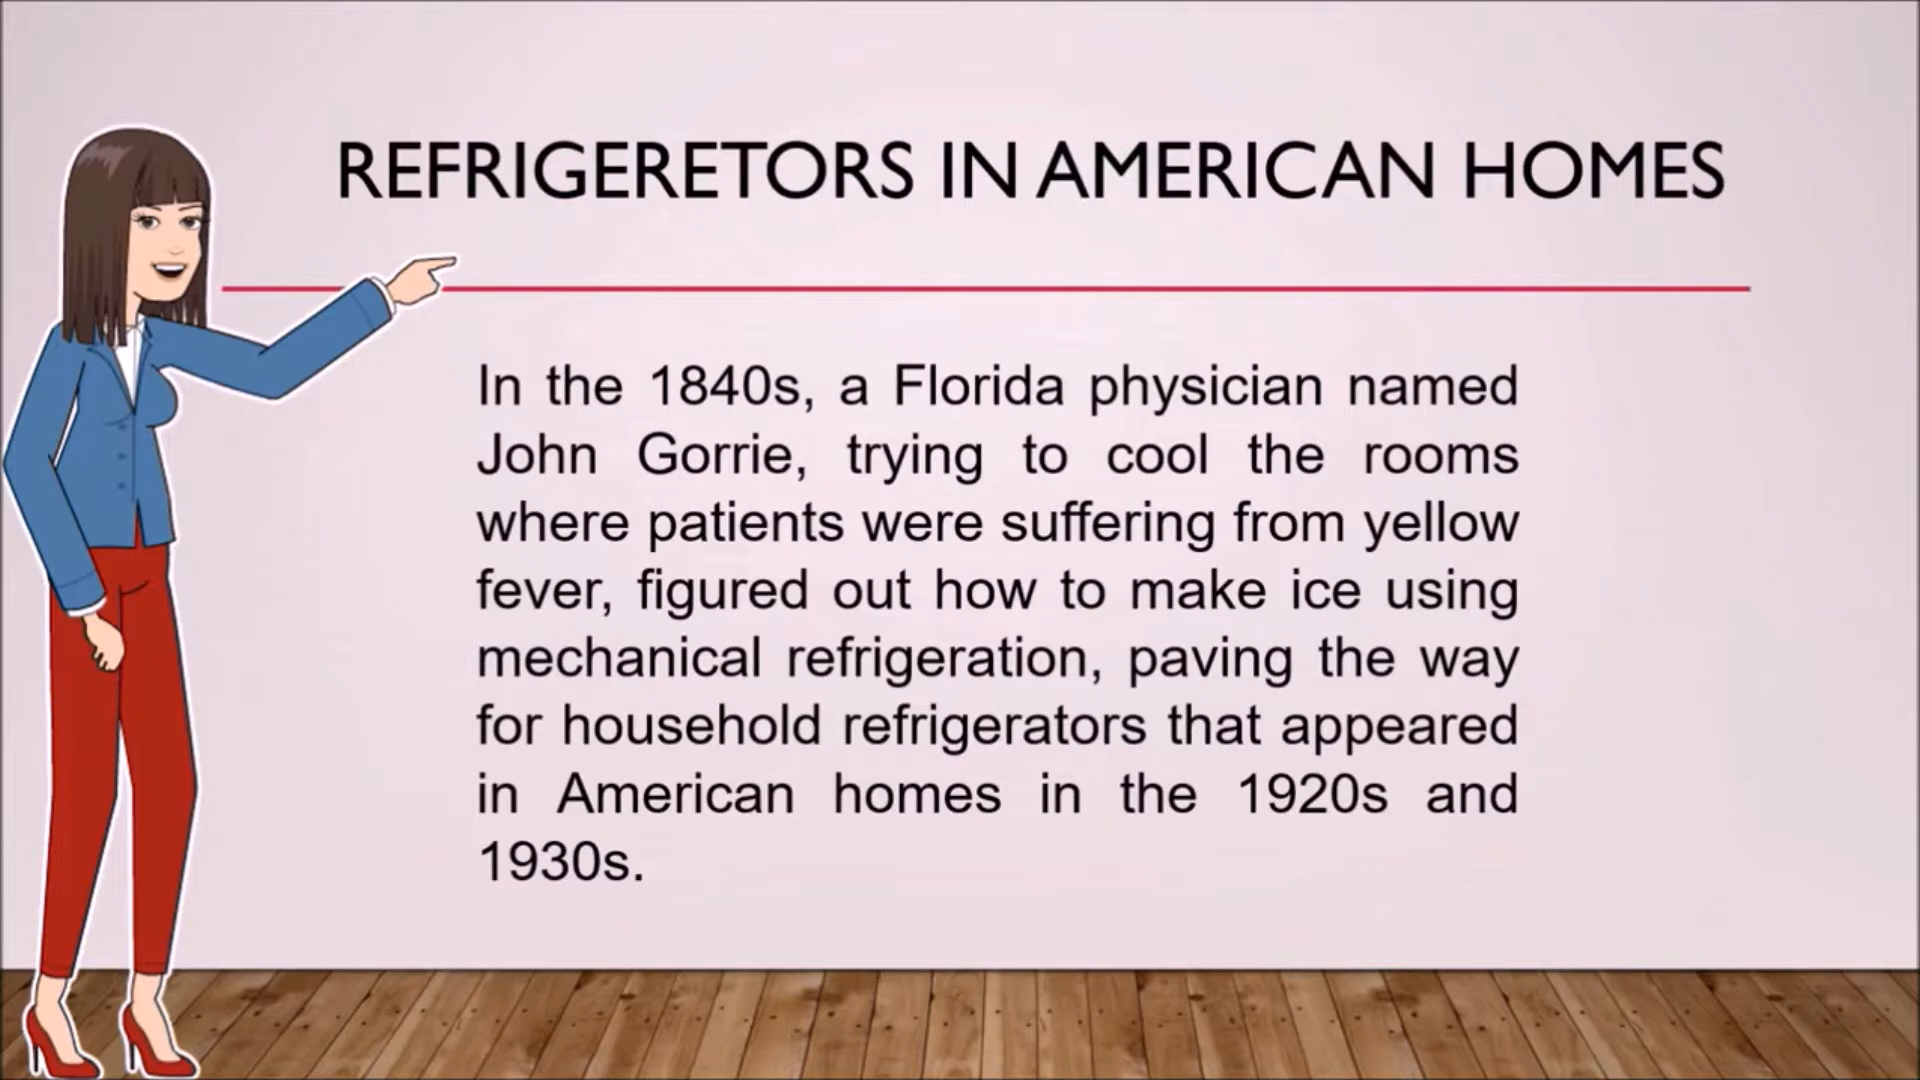 REFRIGERETORS IN AMERICAN HOMES
In the 1840s, a Florida physician named
John Gorrie, trying to cool the rooms
where patients were suffering from yellow
fever, figured out how to make ice using
mechanical refrigeration, paving the way
for household refrigerators that appeared
in American homes in the 1920s and
1930s.